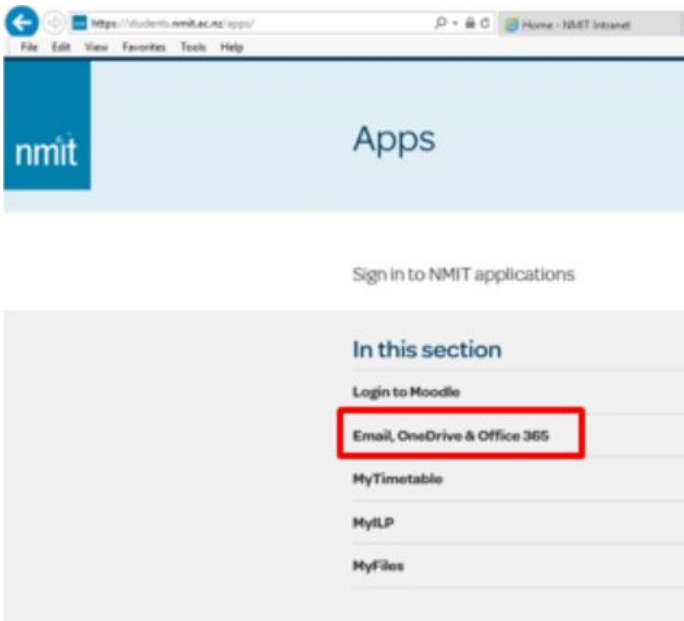 https://students.nmit.ac.nz/apps/
Home - NMIT Intranet
File Edit View Favorites Tools Help
nmit
Apps
Sign in to NMIT applications
In this section
Login to Moodle
Email, OneDrive & Office 365
MyTimetable
MyILP
MyFiles